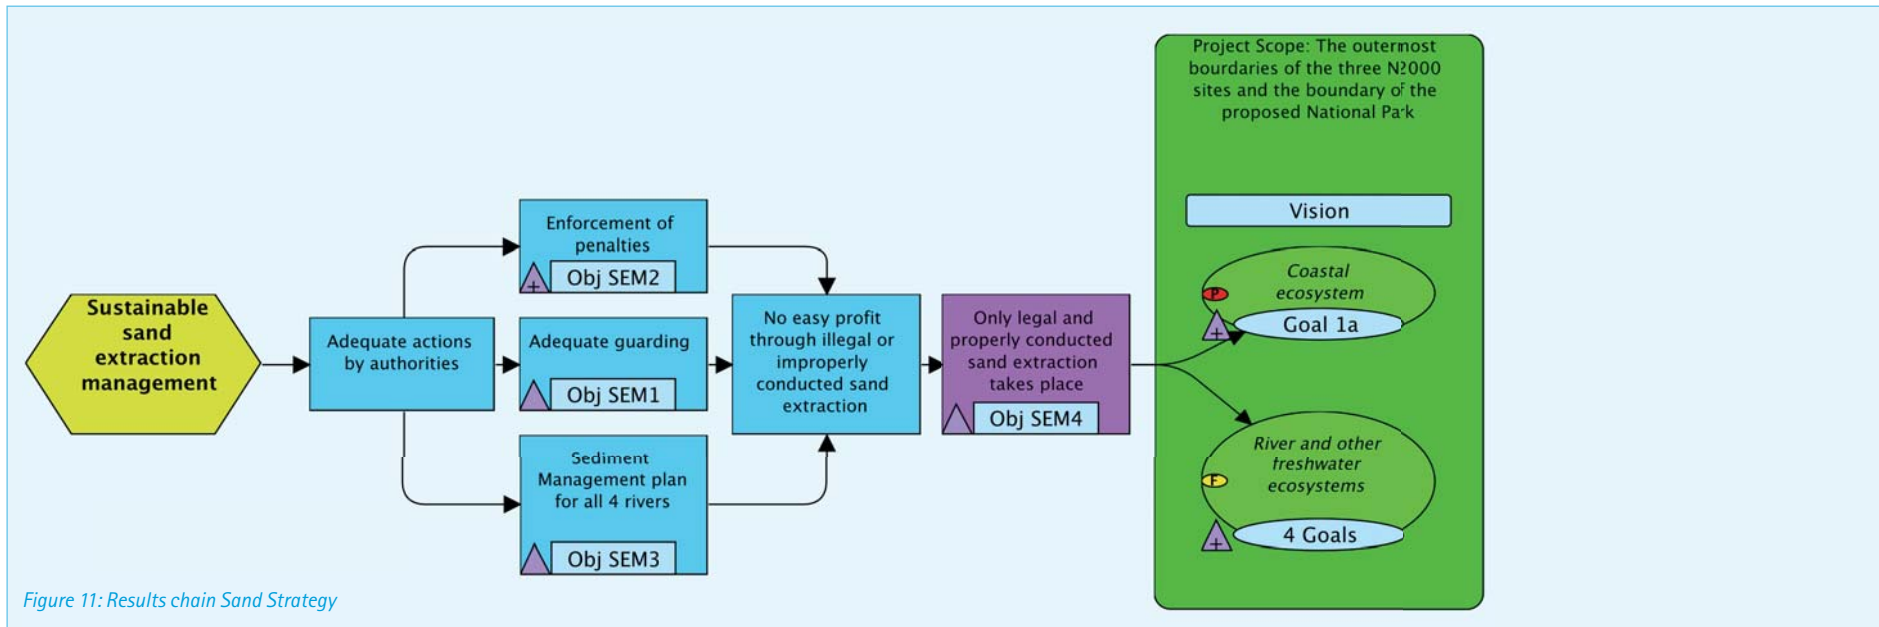 Sustainable
sand
extraction
management
Adequate actions
by authorities
Enforcement of
penalties
+
Obj SEM2
Adequate guarding
Obj SEM1
Sediment
Management plan
for all 4 rivers
Obj SEM3
No easy profit
through illegal or
improperly
conducted sand
extraction
Only legal and
properly conducted
sand extraction
takes place
Obj SEM4
Project Scope: The outermost
bourdaries of the three N2000
sites and the boundary of the
proposed National Park
Vision
Coastal
ecosystem
P
+
Goal 1a
River and other
freshwater
ecosystems
F
+
4 Goals
Figure 11: Results chain Sand Strategy